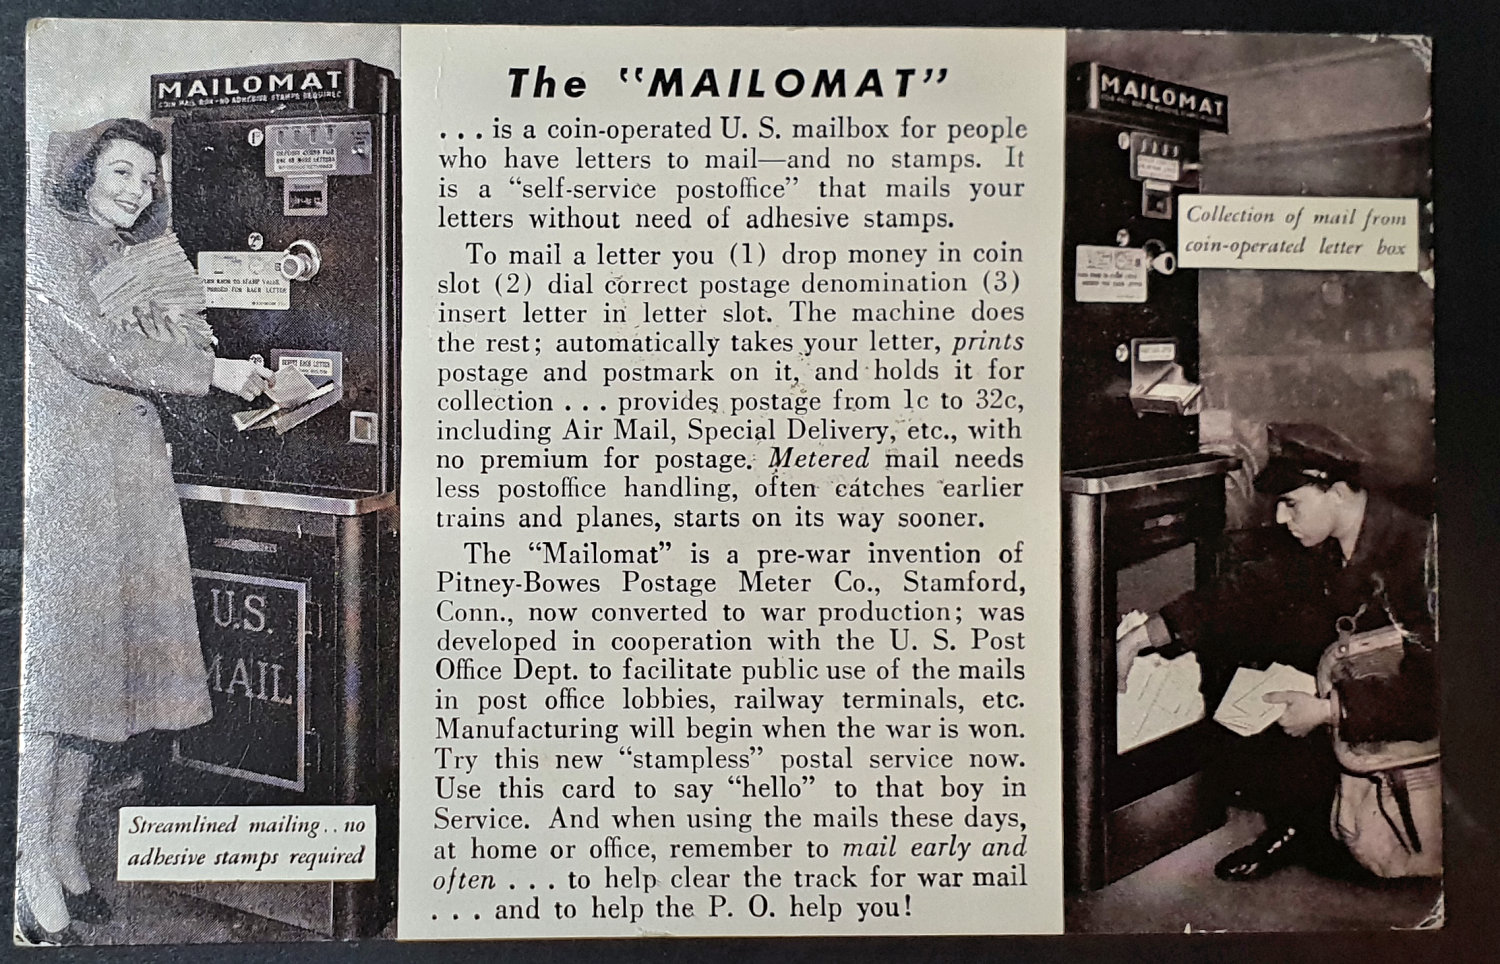 MAILOMAT
COIN MAIL BOX - NO ADHESIVE STAMPS REQUIRED
U.S.
MAIL
Streamlined mailing . . no
adhesive stamps required
The “MAILOMAT”
. . . is a coin-operated U. S. mailbox for people
who have letters to mail—and no stamps. It
is a “self-service postoffice” that mails your
letters without need of adhesive stamps.
To mail a letter you (1) drop money in coin
slot (2) dial correct postage denomination (3)
insert letter in letter slot. The machine does
the rest; automatically takes your letter, prints
postage and postmark on it, and holds it for
collection . . . provides postage from 1c to 32c,
including Air Mail, Special Delivery, etc., with
no premium for postage. Metered mail needs
less postoffice handling, often catches earlier
trains and planes, starts on its way sooner.
The “Mailomat” is a pre-war invention of
Pitney-Bowes Postage Meter Co., Stamford,
Conn., now converted to war production; was
developed in cooperation with the U. S. Post
Office Dept. to facilitate public use of the mails
in post office lobbies, railway terminals, etc.
Manufacturing will begin when the war is won.
Try this new “stampless” postal service now.
Use this card to say “hello” to that boy in
Service. And when using the mails these days,
at home or office, remember to mail early and
often . . . to help clear the track for war mail
. . . and to help the P. O. help you!
MAILOMAT
Collection of mail from
coin-operated letter box